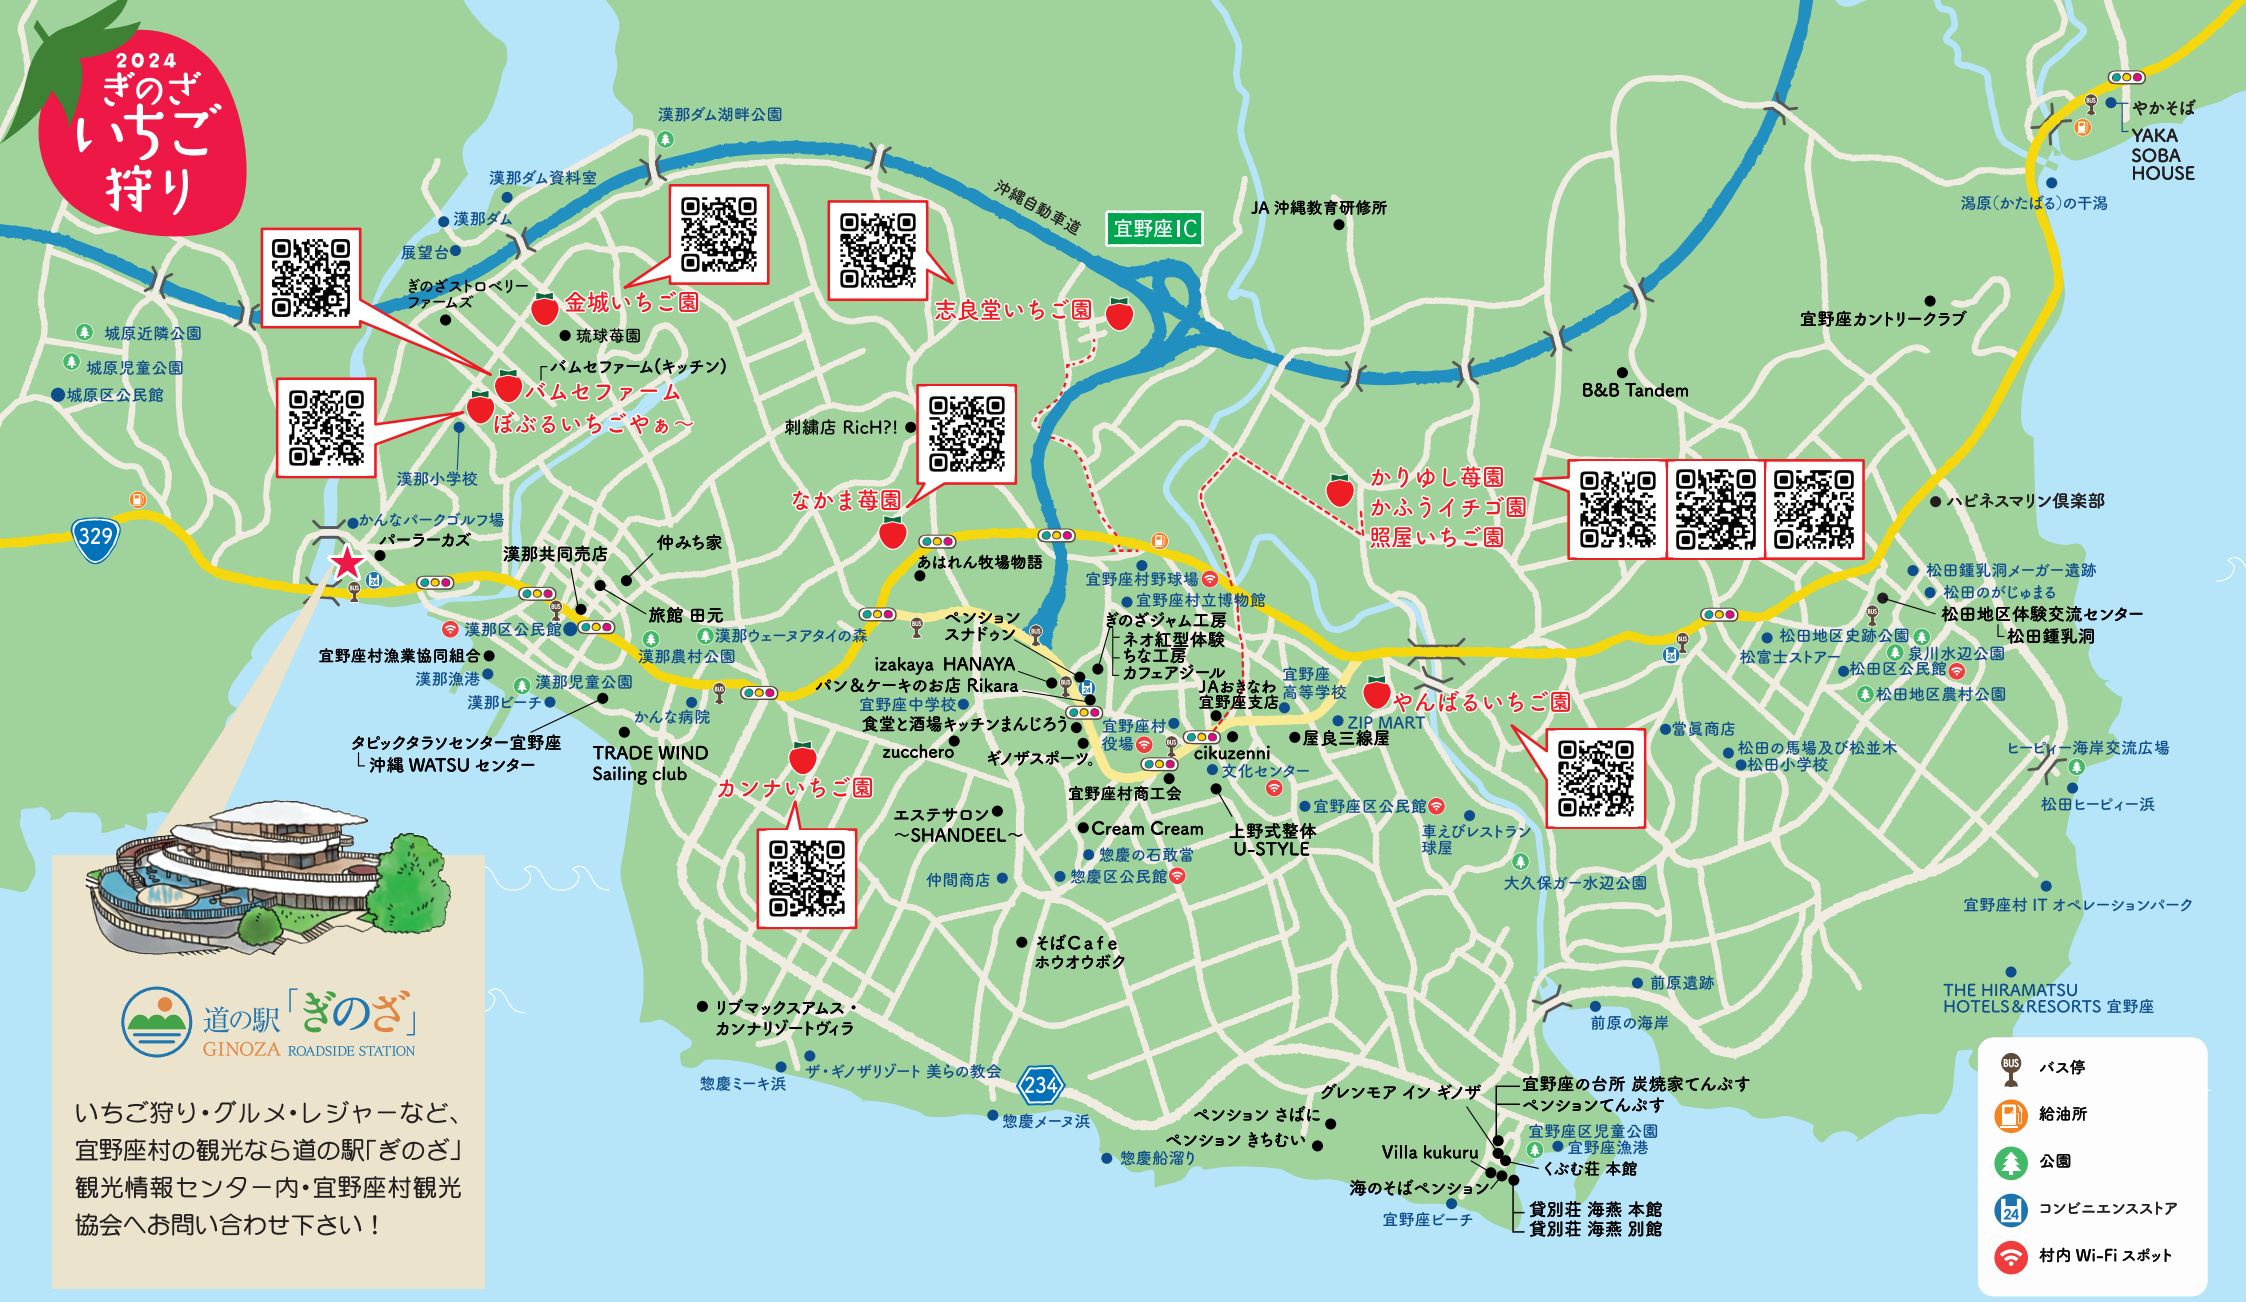 2024
ぎのざ
いちご
狩り
漢那ダム湖畔公園
漢那ダム資料室
漢那ダム
展望台
ぎのざストロベリー
ファームズ
金城いちご園
琉球苺園
バムセファーム(キッチン)
バムセファーム
ぼぶるいちごやぁ～
漢那小学校
城原近隣公園
城原児童公園
城原区公民館
329
かんなパークゴルフ場
パーラーカズ
漢那共同売店
仲みち家
旅館 田元
漢那区公民館
漢那ウェーヌアタイの森
漢那農村公園
宜野座村漁業協同組合
漢那漁港
漢那児童公園
漢那ビーチ
かんな病院
タピックタラソセンター宜野座
沖縄 WATSU センター
TRADE WIND
Sailing club
沖縄自動車道
宜野座IC
志良堂いちご園
JA 沖縄教育研修所
刺繍店 RicH?!
なかま苺園
あはれん牧場物語
宜野座村野球場
宜野座村立博物館
ペンション
スナドゥン
ぎのざジャム工房
ネオ紅型体験
ちな工房
カフェアジール
izakaya HANAYA
パン＆ケーキのお店 Rikara
宜野座中学校
食堂と酒場キッチンまんじろう
zucchero
ギノザスポーツ。
宜野座村
役場
JAおきなわ
宜野座支店
宜野座
高等学校
ZIP MART
屋良三線屋
cikuzenni
文化センター
宜野座村商工会
カンナいちご園
エステサロン
～SHANDEEL～
Cream Cream
惣慶の石敢當
惣慶区公民館
仲間商店
上野式整体
U-STYLE
宜野座区公民館
車えびレストラン
球屋
大久保ガー水辺公園
そばCafe
ホウオウボク
リブマックスアムス・
カンナリゾートヴィラ
惣慶ミーキ浜
ザ・ギノザリゾート 美らの教会
234
惣慶メーヌ浜
惣慶船溜り
かりゆし苺園
かふうイチゴ園
照屋いちご園
やんばるいちご園
B&B Tandem
宜野座カントリークラブ
やかそば
YAKA
SOBA
HOUSE
潟原(かたばる)の干潟
ハピネスマリン倶楽部
松田鍾乳洞メーガー遺跡
松田のがじゅまる
松田地区体験交流センター
松田鍾乳洞
松田地区史跡公園
松富士ストアー
泉川水辺公園
松田区公民館
松田地区農村公園
當眞商店
松田の馬場及び松並木
松田小学校
ヒーピィー海岸交流広場
松田ヒーピィー浜
宜野座村 IT オペレーションパーク
THE HIRAMATSU
HOTELS&RESORTS 宜野座
前原遺跡
前原の海岸
グレンモア イン ギノザ
宜野座の台所 炭焼家てんぷす
ペンションてんぷす
宜野座区児童公園
宜野座漁港
くぶむ荘 本館
ペンション さばに
ペンション きちむい
Villa kukuru
海のそばペンション
宜野座ビーチ
貸別荘 海燕 本館
貸別荘 海燕 別館
道の駅「ぎのざ」
GINOZA ROADSIDE STATION
いちご狩り・グルメ・レジャーなど、
宜野座村の観光なら道の駅「ぎのざ」
観光情報センター内・宜野座村観光
協会へお問い合わせ下さい！
BUS バス停
給油所
公園
24 コンビニエンスストア
村内 Wi-Fi スポット